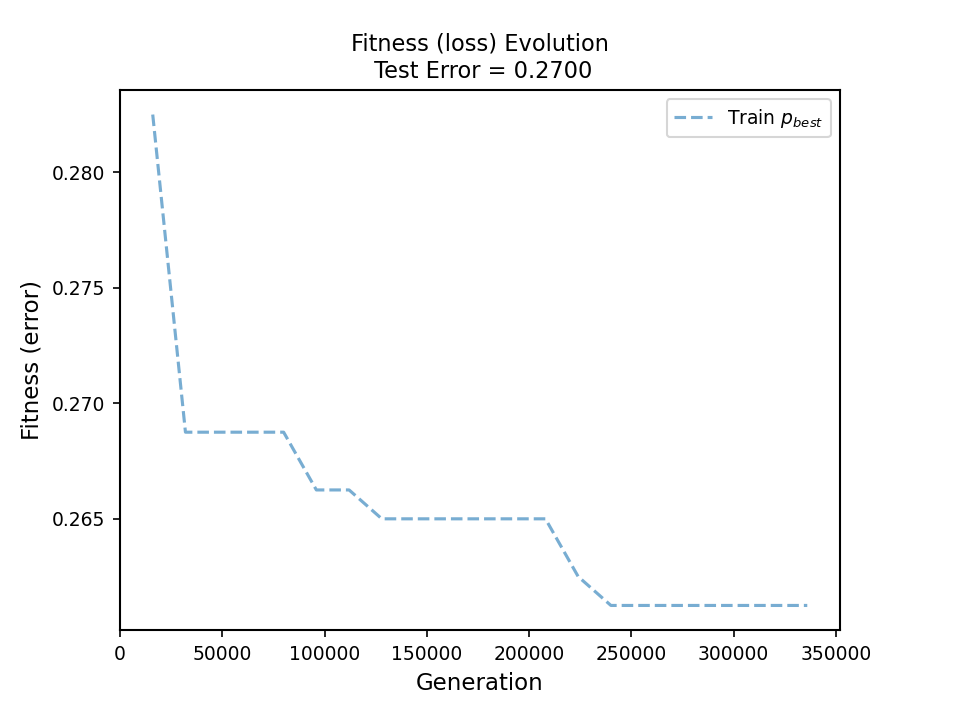 Fitness (loss) Evolution
Test Error = 0.2700
Train p_best
0.280
0.275
0.270
0.265
Fitness (error)
0 50000 100000 150000 200000 250000 300000 350000
Generation